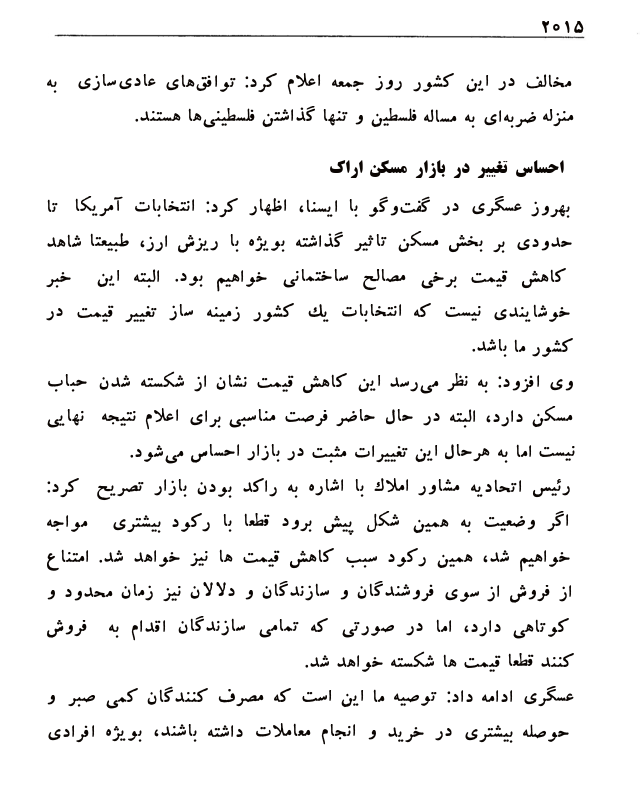 ۲۰۱۵
مخالف در این کشور روز جمعه اعلام کرد: توافق‌های عادی‌سازی به
منزله ضربه‌ای به مساله فلسطین و تنها گذاشتن فلسطینی‌ها هستند.
احساس تغییر در بازار مسکن اراک
بهروز عسگری در گفت‌وگو با ایسنا، اظهار کرد: انتخابات آمریکا تا
حدودی بر بخش مسکن تاثیر گذاشته بویژه با ریزش ارز، طبیعتا شاهد
کاهش قیمت برخی مصالح ساختمانی خواهیم بود. البته این خبر
خوشایندی نیست که انتخابات یك کشور زمینه ساز تغییر قیمت در
کشور ما باشد.
وی افزود: به نظر می‌رسد این کاهش قیمت نشان از شکسته شدن حباب
مسکن دارد، البته در حال حاضر فرصت مناسبی برای اعلام نتیجه نهایی
نیست اما به هرحال این تغییرات مثبت در بازار احساس می‌شود.
رئیس اتحادیه مشاور املاك با اشاره به راکد بودن بازار تصریح کرد:
اگر وضعیت به همین شکل پیش برود قطعا با رکود بیشتری مواجه
خواهیم شد، همین رکود سبب کاهش قیمت ها نیز خواهد شد. امتناع
از فروش از سوی فروشندگان و سازندگان و دلالان نیز زمان محدود و
کوتاهی دارد، اما در صورتی که تمامی سازندگان اقدام به فروش
کنند قطعا قیمت ها شکسته خواهد شد.
عسگری ادامه داد: توصیه ما این است که مصرف کنندگان کمی صبر و
حوصله بیشتری در خرید و انجام معاملات داشته باشند، بویژه افرادی